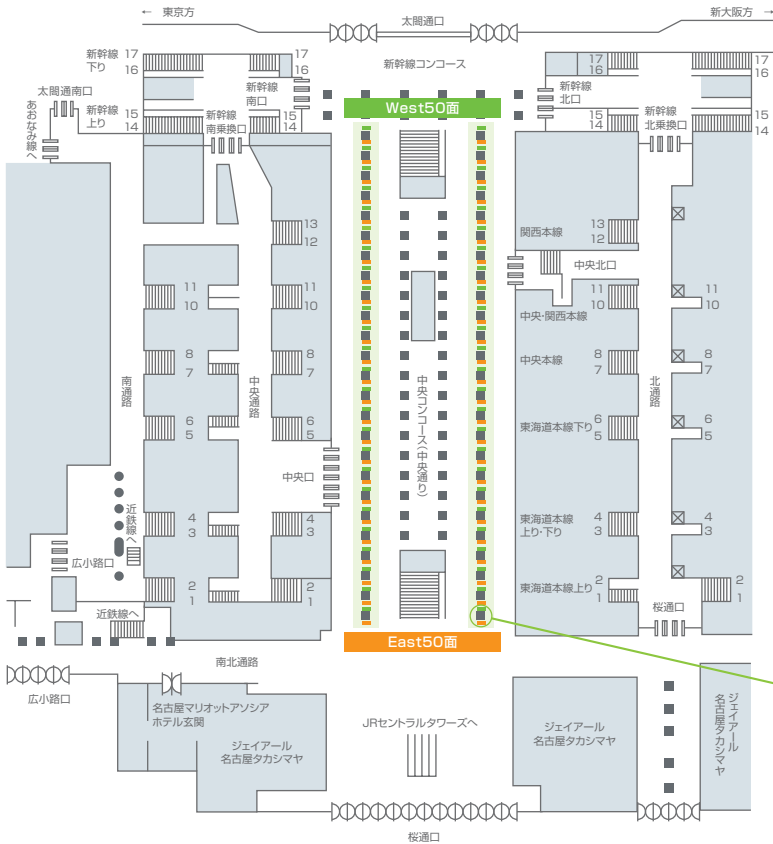 ← 東京方
太閤通口
新大阪方 →
新幹線
下り
17
16
17
16
新幹線コンコース
17
16
17
16
太閤通南口
新幹線
南口
新幹線
北口
あおなみ線へ
新幹線
上り
15
14
新幹線
南乗換口
15
14
West50面
15
14
新幹線
北乗換口
15
14
13
12
関西本線
13
12
中央北口
11
10
11
10
11
10
中央・関西本線
11
10
8
7
8
7
中央本線
8
7
8
7
南通路
中央通路
中央コンコース(中央通り)
北通路
6
5
6
5
東海道本線下り
6
5
6
5
中央口
近鉄線へ
4
3
4
3
東海道本線
上り・下り
4
3
4
3
広小路口
2
1
2
1
東海道本線上り
2
1
2
1
近鉄線へ
桜通口
East50面
南北通路
広小路口
名古屋マリオットアソシア
ホテル玄関
ジェイアール
名古屋タカシマヤ
JRセントラルタワーズへ
ジェイアール
名古屋タカシマヤ
ジェイアール
名古屋タカシマヤ
桜通口